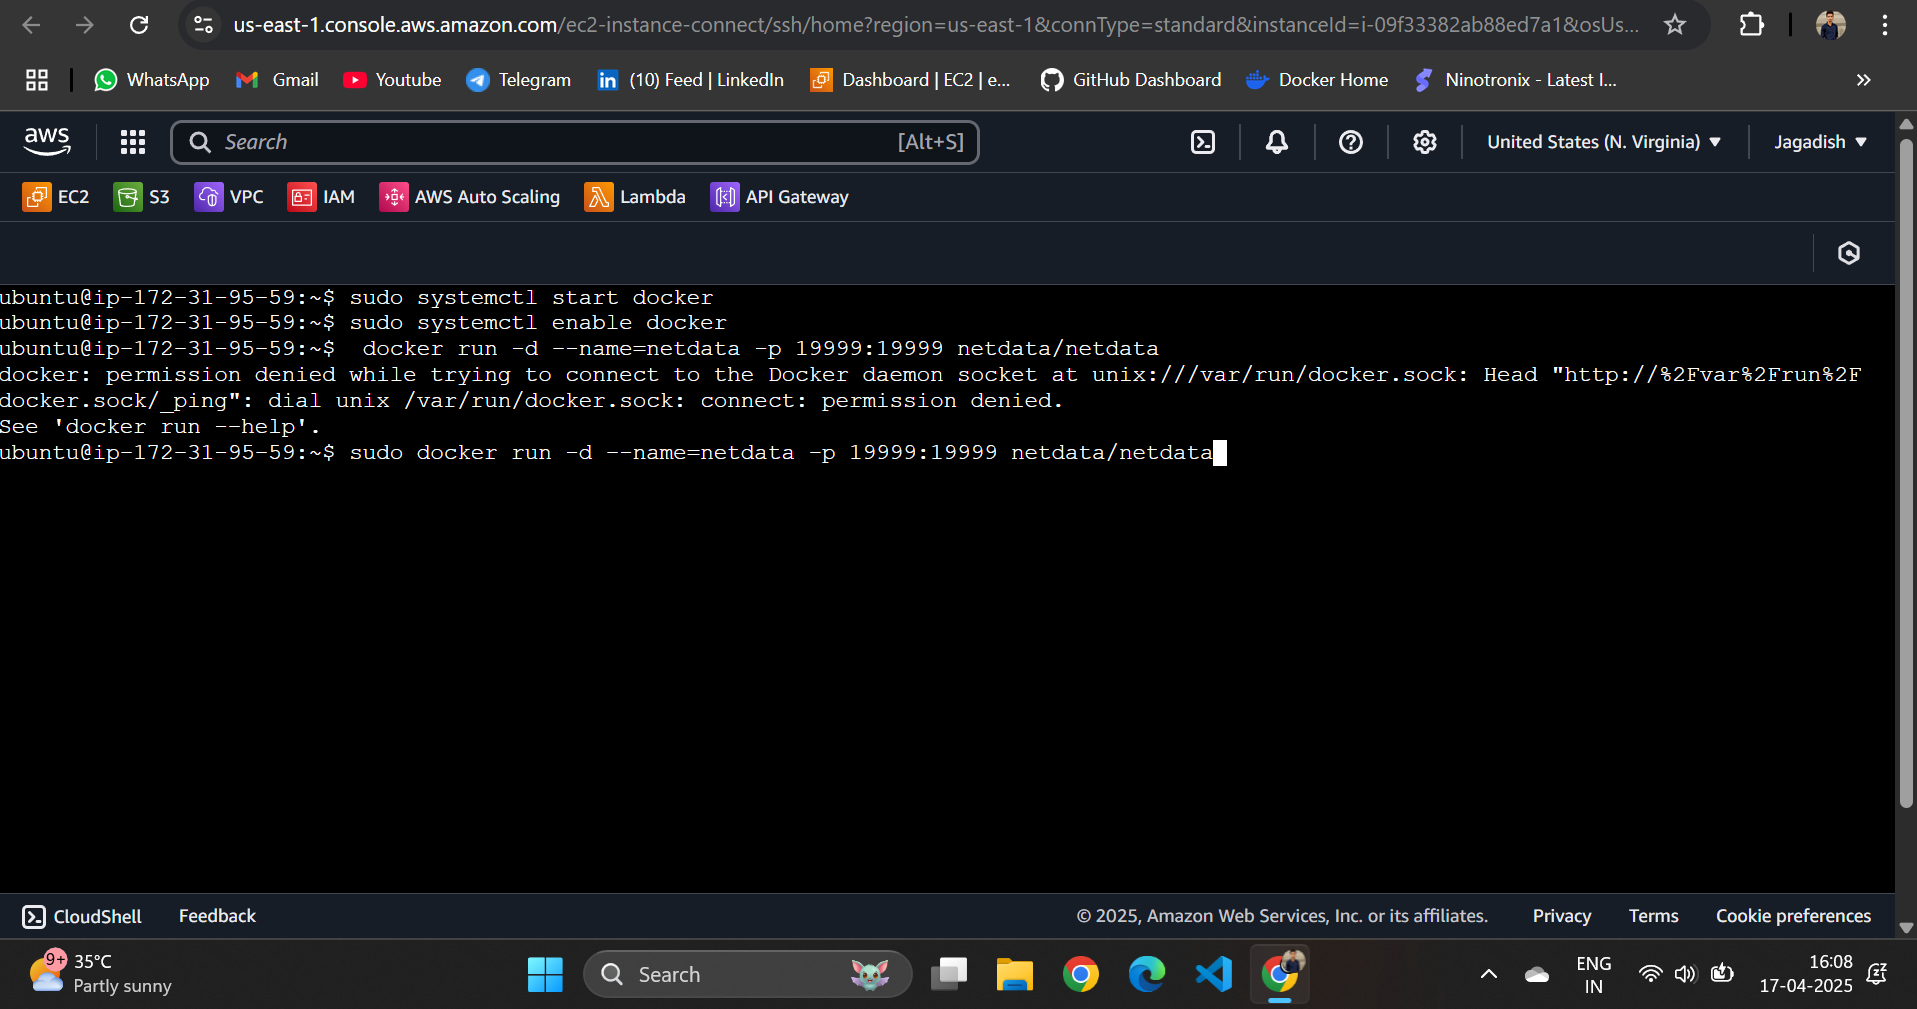 us-east-1.console.aws.amazon.com/ec2-instance-connect/ssh/home?region=us-east-1&connType=standard&instanceId=i-09f33382ab88ed7a1&osUs...
WhatsApp Gmail Youtube Telegram (10) Feed | LinkedIn Dashboard | EC2 | e... GitHub Dashboard Docker Home Ninotronix - Latest I...
aws Search [Alt+S] United States (N. Virginia) Jagadish
EC2 S3 VPC IAM AWS Auto Scaling Lambda API Gateway
ubuntu@ip-172-31-95-59:~$ sudo systemctl start docker
ubuntu@ip-172-31-95-59:~$ sudo systemctl enable docker
ubuntu@ip-172-31-95-59:~$  docker run -d --name=netdata -p 19999:19999 netdata/netdata
docker: permission denied while trying to connect to the Docker daemon socket at unix:///var/run/docker.sock: Head "http://%2Fvar%2Frun%2F
docker.sock/_ping": dial unix /var/run/docker.sock: connect: permission denied.
See 'docker run --help'.
ubuntu@ip-172-31-95-59:~$ sudo docker run -d --name=netdata -p 19999:19999 netdata/netdata
CloudShell Feedback © 2025, Amazon Web Services, Inc. or its affiliates. Privacy Terms Cookie preferences
9+ 35°C
Partly sunny
Search
ENG
IN
16:08
17-04-2025